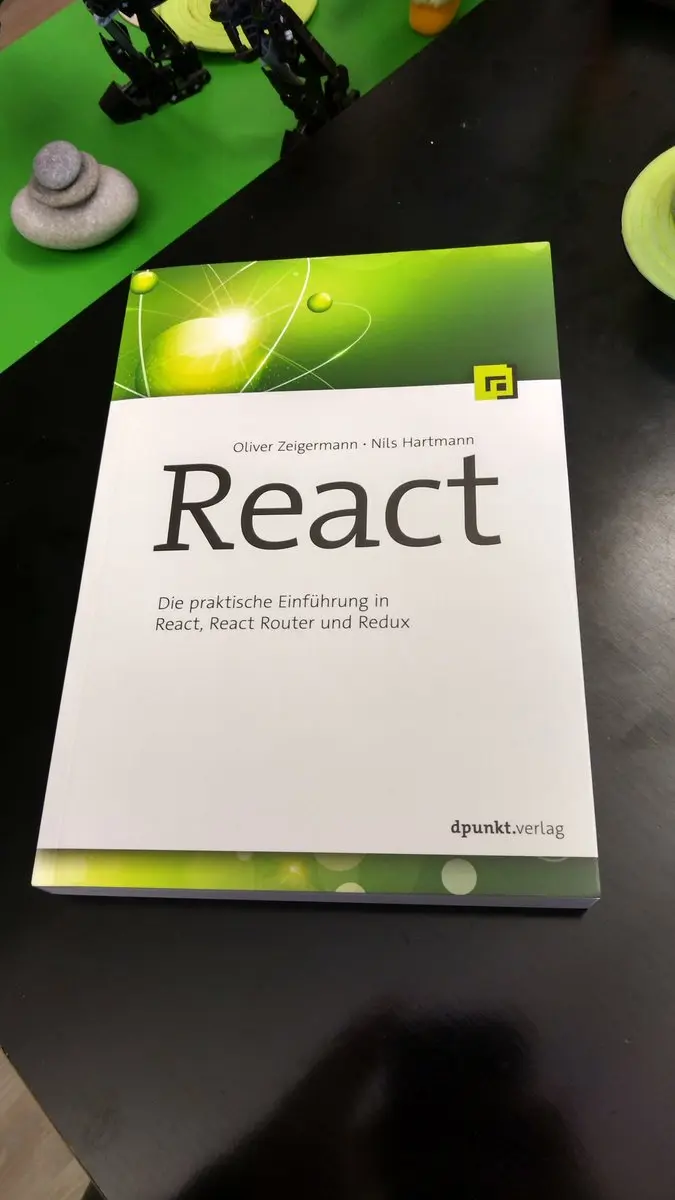 Oliver Zeigermann · Nils Hartmann
React
Die praktische Einführung in
React, React Router und Redux
dpunkt.verlag